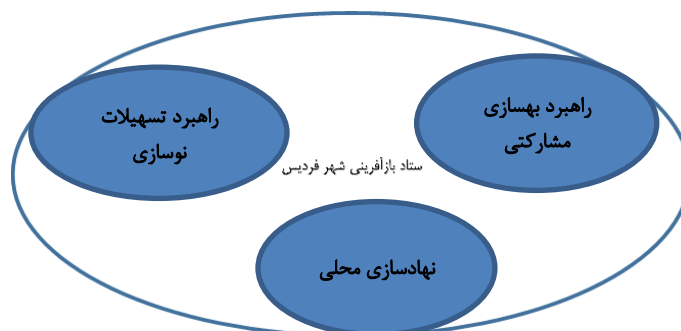 راهبرد بهسازی
مشارکتی
راهبرد تسهیلات
نوسازی
ستاد بازآفرینی شهر فردیس
نهادسازی محلی